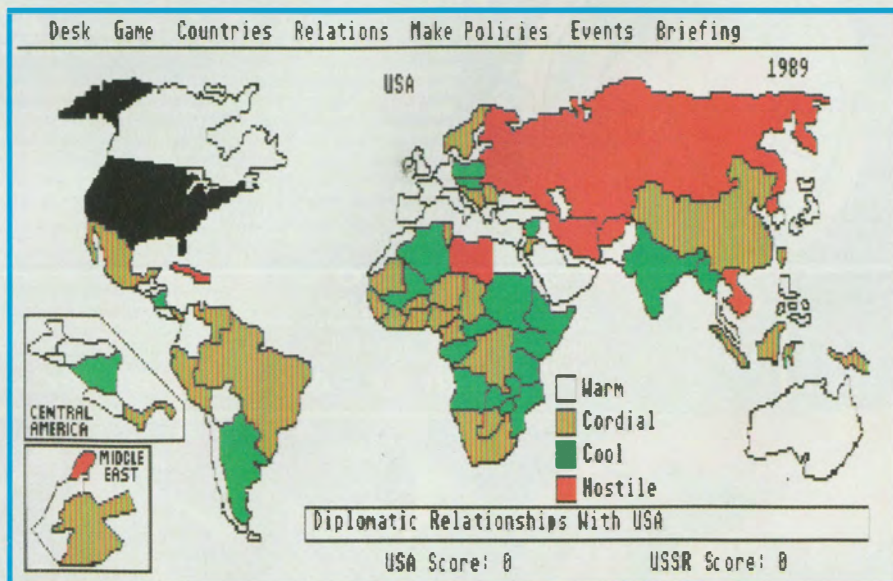 Desk Game Countries Relations Make Policies Events Briefing
1989
USA
CENTRAL
AMERICA
MIDDLE
EAST
Warm
Cordial
Cool
Hostile
Diplomatic Relationships With USA
USA Score: 0 USSR Score: 0